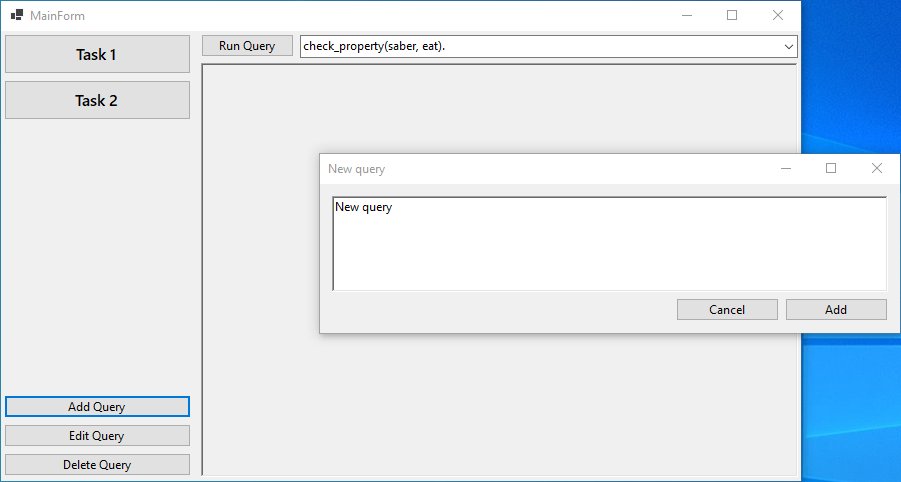 MainForm
Task 1
Task 2
Run Query
check_property(saber, eat).
New query
New query
Cancel
Add
Add Query
Edit Query
Delete Query